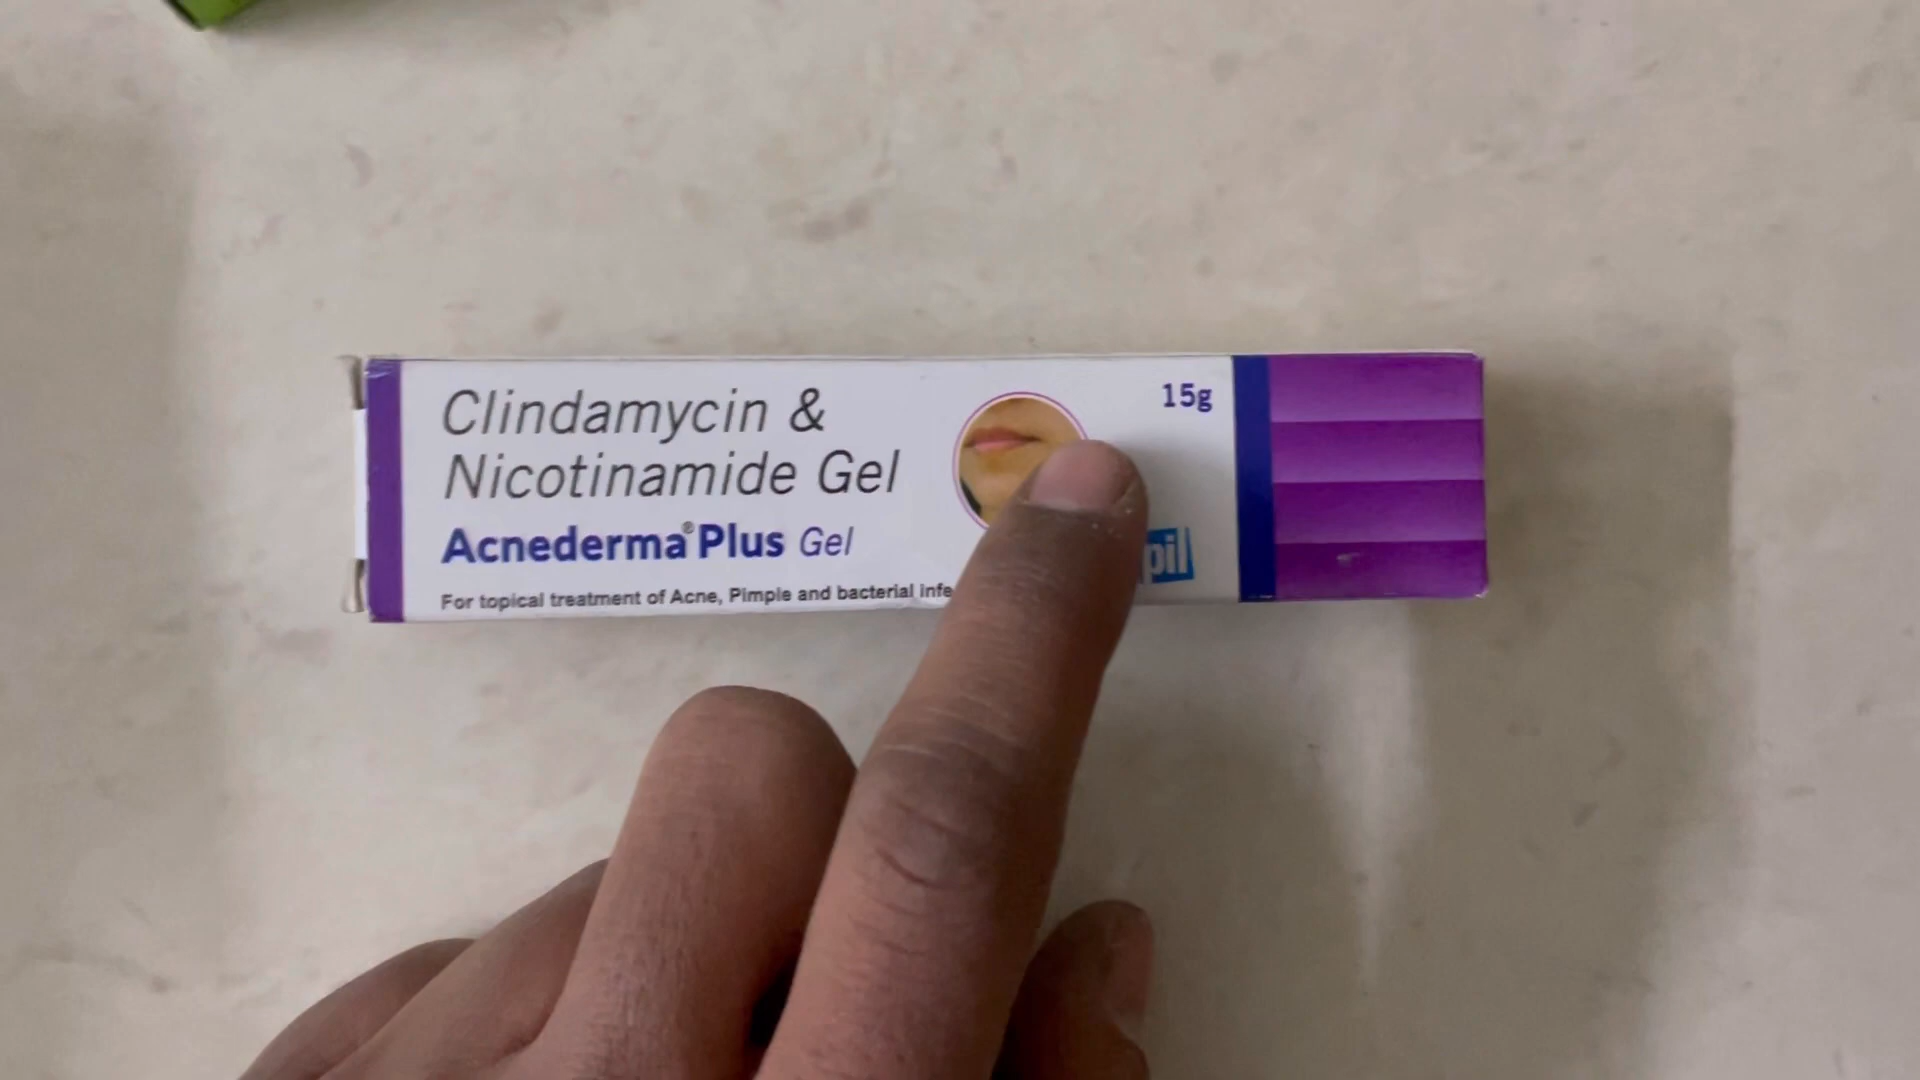 Clindamycin &
Nicotinamide Gel
Acnederma® Plus Gel
For topical treatment of Acne, Pimple and bacterial
15g